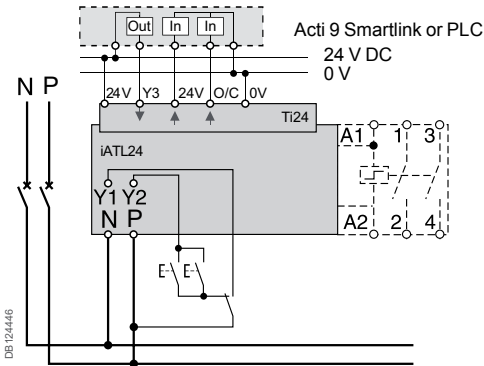 Out In In
Acti 9 Smartlink or PLC
24 V DC
0 V
N P
24V Y3 24V O/C 0V
Ti24
iATL24
A1 1 3
Y1 Y2
N P
A2 2 4
E E
DB124446